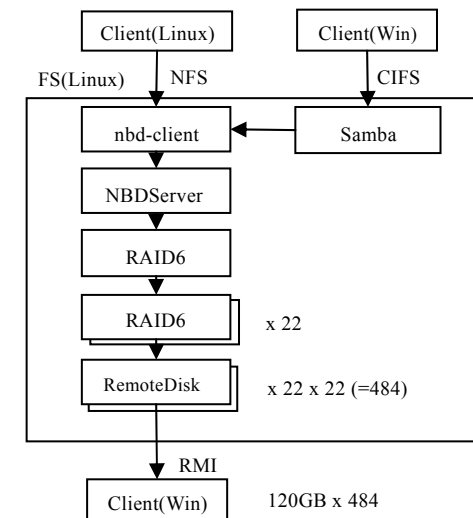 Client(Linux)
Client(Win)
FS(Linux)
NFS
CIFS
nbd-client
Samba
NBDServer
RAID6
RAID6
x 22
RemoteDisk
x 22 x 22 (=484)
RMI
Client(Win)
120GB x 484